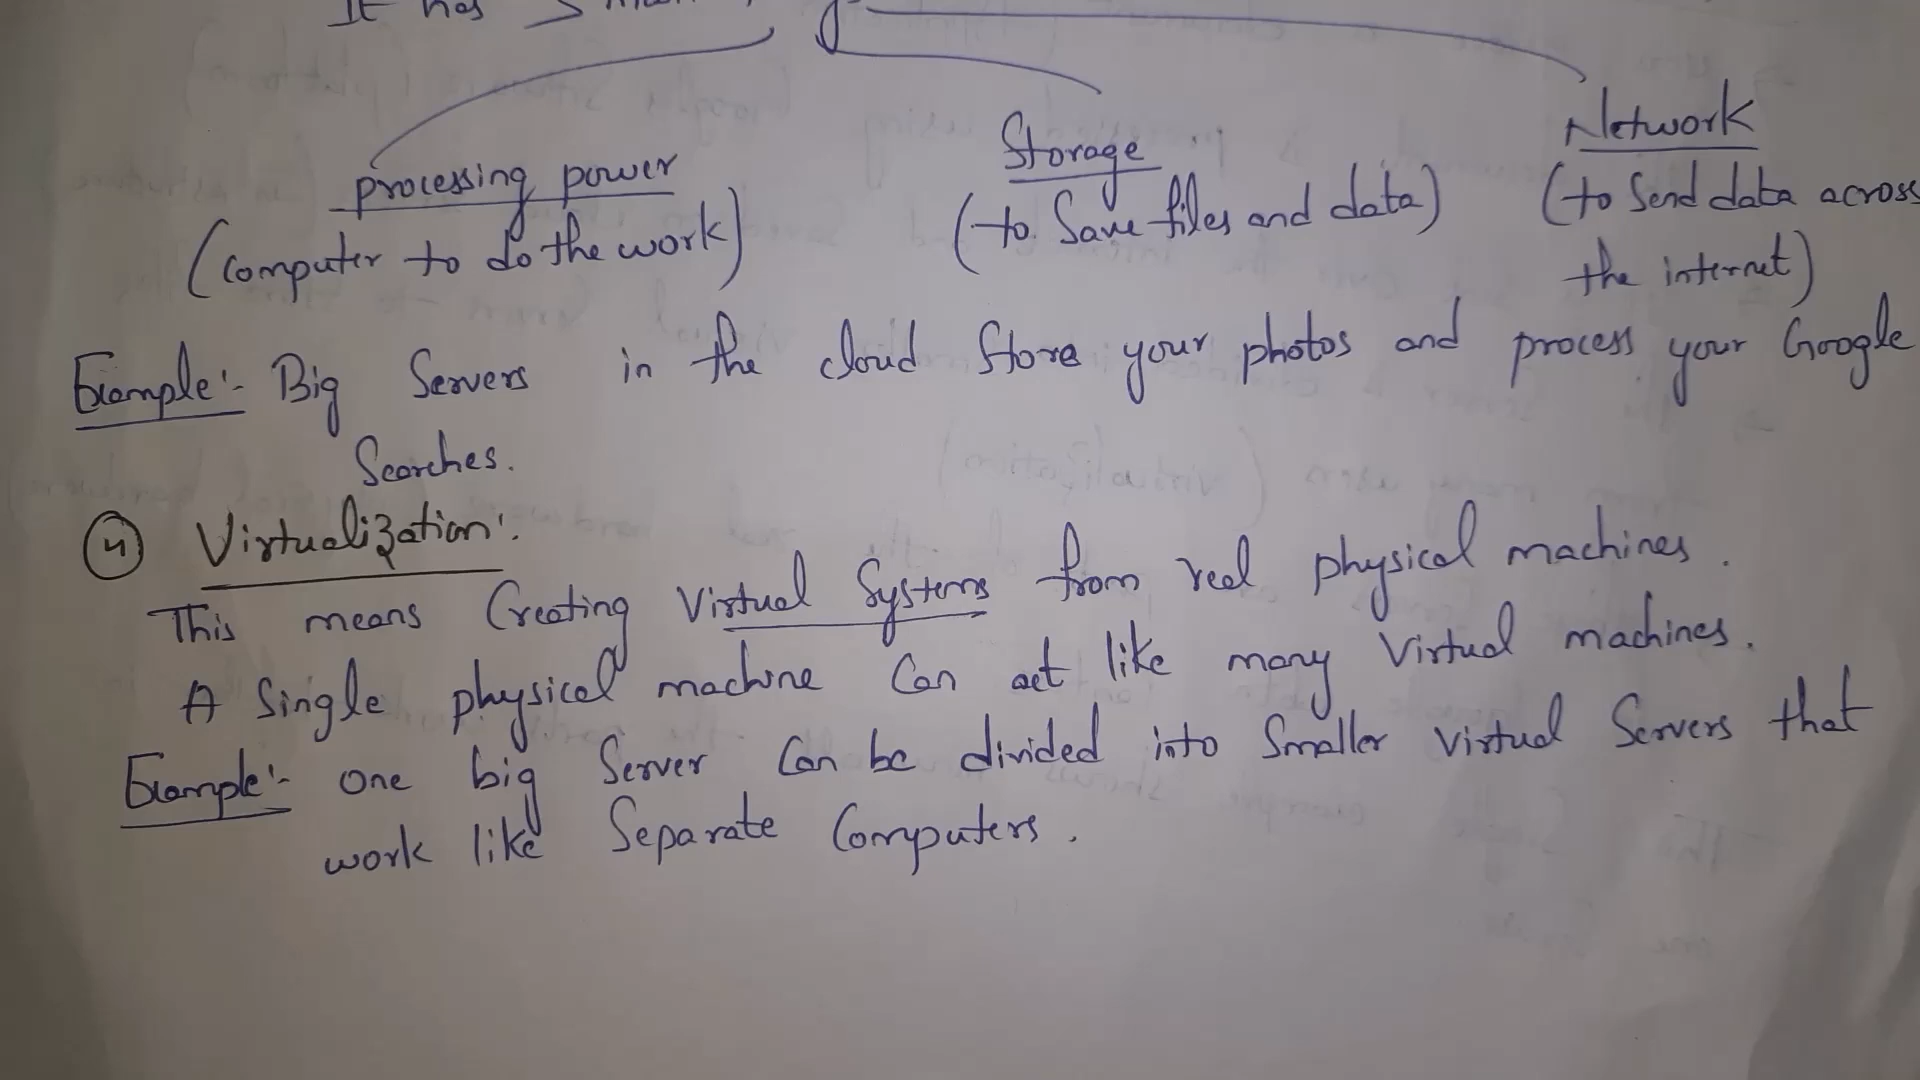 It has 3
processing power
(computer to do the work)
Storage
(to Save files and data)
Network
(to Send data across
the internet)
Example:- Big Servers in the cloud Store your photos and process your Google
Searches.
4 Virtualization:
This means Creating Virtual Systems from real physical machines.
A Single physical machine Can act like many Virtual machines.
Example:- one big Server Can be divided into Smaller virtual Servers that
work like Separate Computers.